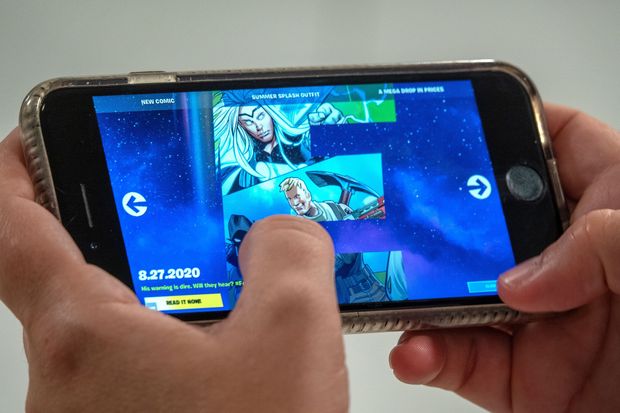 NEW COMIC
SUMMER SPLASH OUTFIT
A MEGA DROP IN PRICES
8.27.2020
His warning is dire. Will they hear?
READ IT NOW!